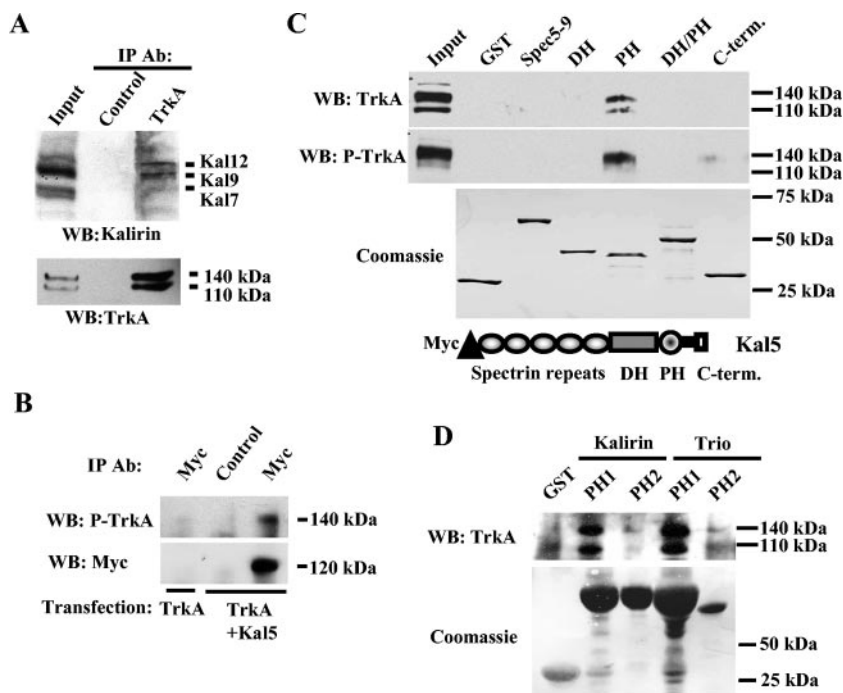 A
IP Ab:
Input
Control
TrkA
Kal12
Kal9
Kal7
WB:Kalirin
140 kDa
110 kDa
WB:TrkA
B
IP Ab:
Myc
Control
Myc
WB: P-TrkA
140 kDa
WB: Myc
120 kDa
Transfection:
TrkA
TrkA
+Kal5
C
Input
GST
Spec5-9
DH
PH
DH/PH
C-term.
WB: TrkA
140 kDa
110 kDa
WB: P-TrkA
140 kDa
110 kDa
Coomassie
75 kDa
50 kDa
25 kDa
Myc
Kal5
Spectrin repeats DH PH C-term.
D
Kalirin Trio
GST
PH1
PH2
PH1
PH2
WB: TrkA
140 kDa
110 kDa
Coomassie
50 kDa
25 kDa